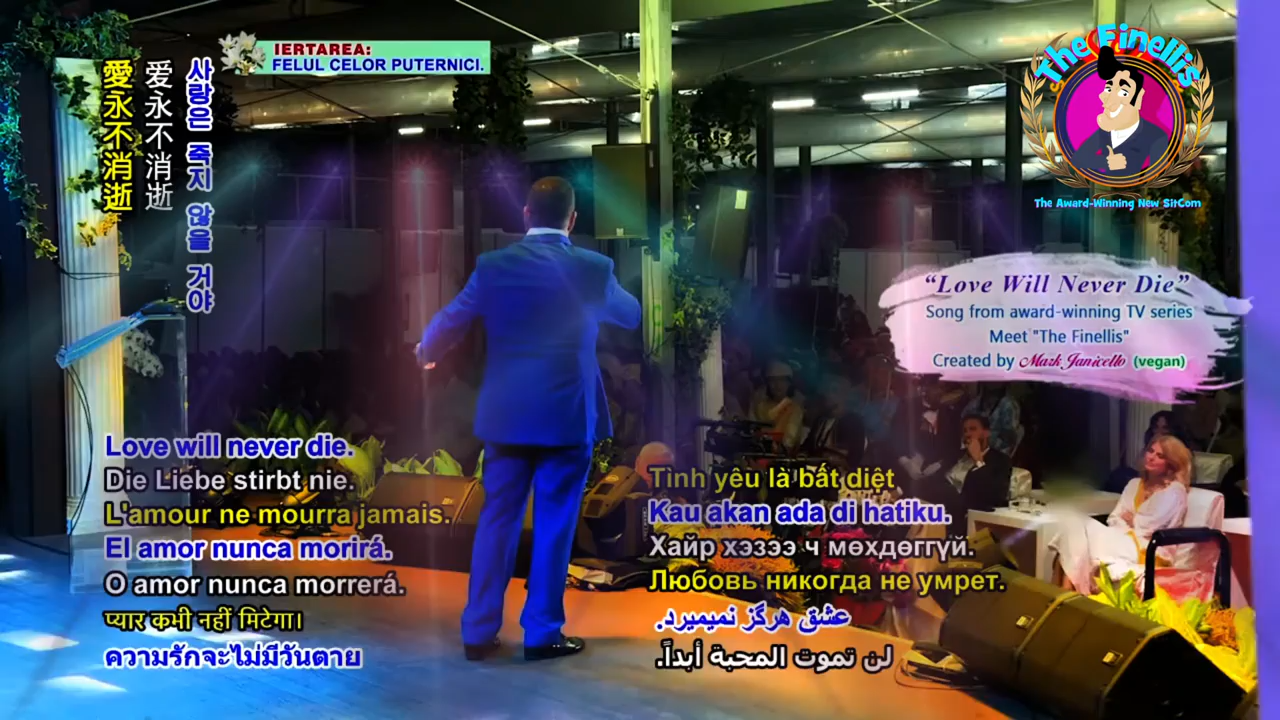 IERTAREA:
FELUL CELOR PUTERNICI.
愛永不消逝
爱永不消逝
사랑은 죽지 않을 거야
The Finellis
The Award-Winning New SitCom
“Love Will Never Die”
Song from award-winning TV series
Meet "The Finellis"
Created by Mark Janicello (vegan)
Love will never die.
Die Liebe stirbt nie.
L'amour ne mourra jamais.
El amor nunca morirá.
O amor nunca morrerá.
प्यार कभी नहीं मिटेगा।
ความรักจะไม่มีวันตาย
Tình yêu là bất diệt
Kau akan ada di hatiku.
Хайр хэзээ ч мөхдөггүй.
Любовь никогда не умрет.
عشق هرگز نمیمیرد.
لن تموت المحبة أبداً.